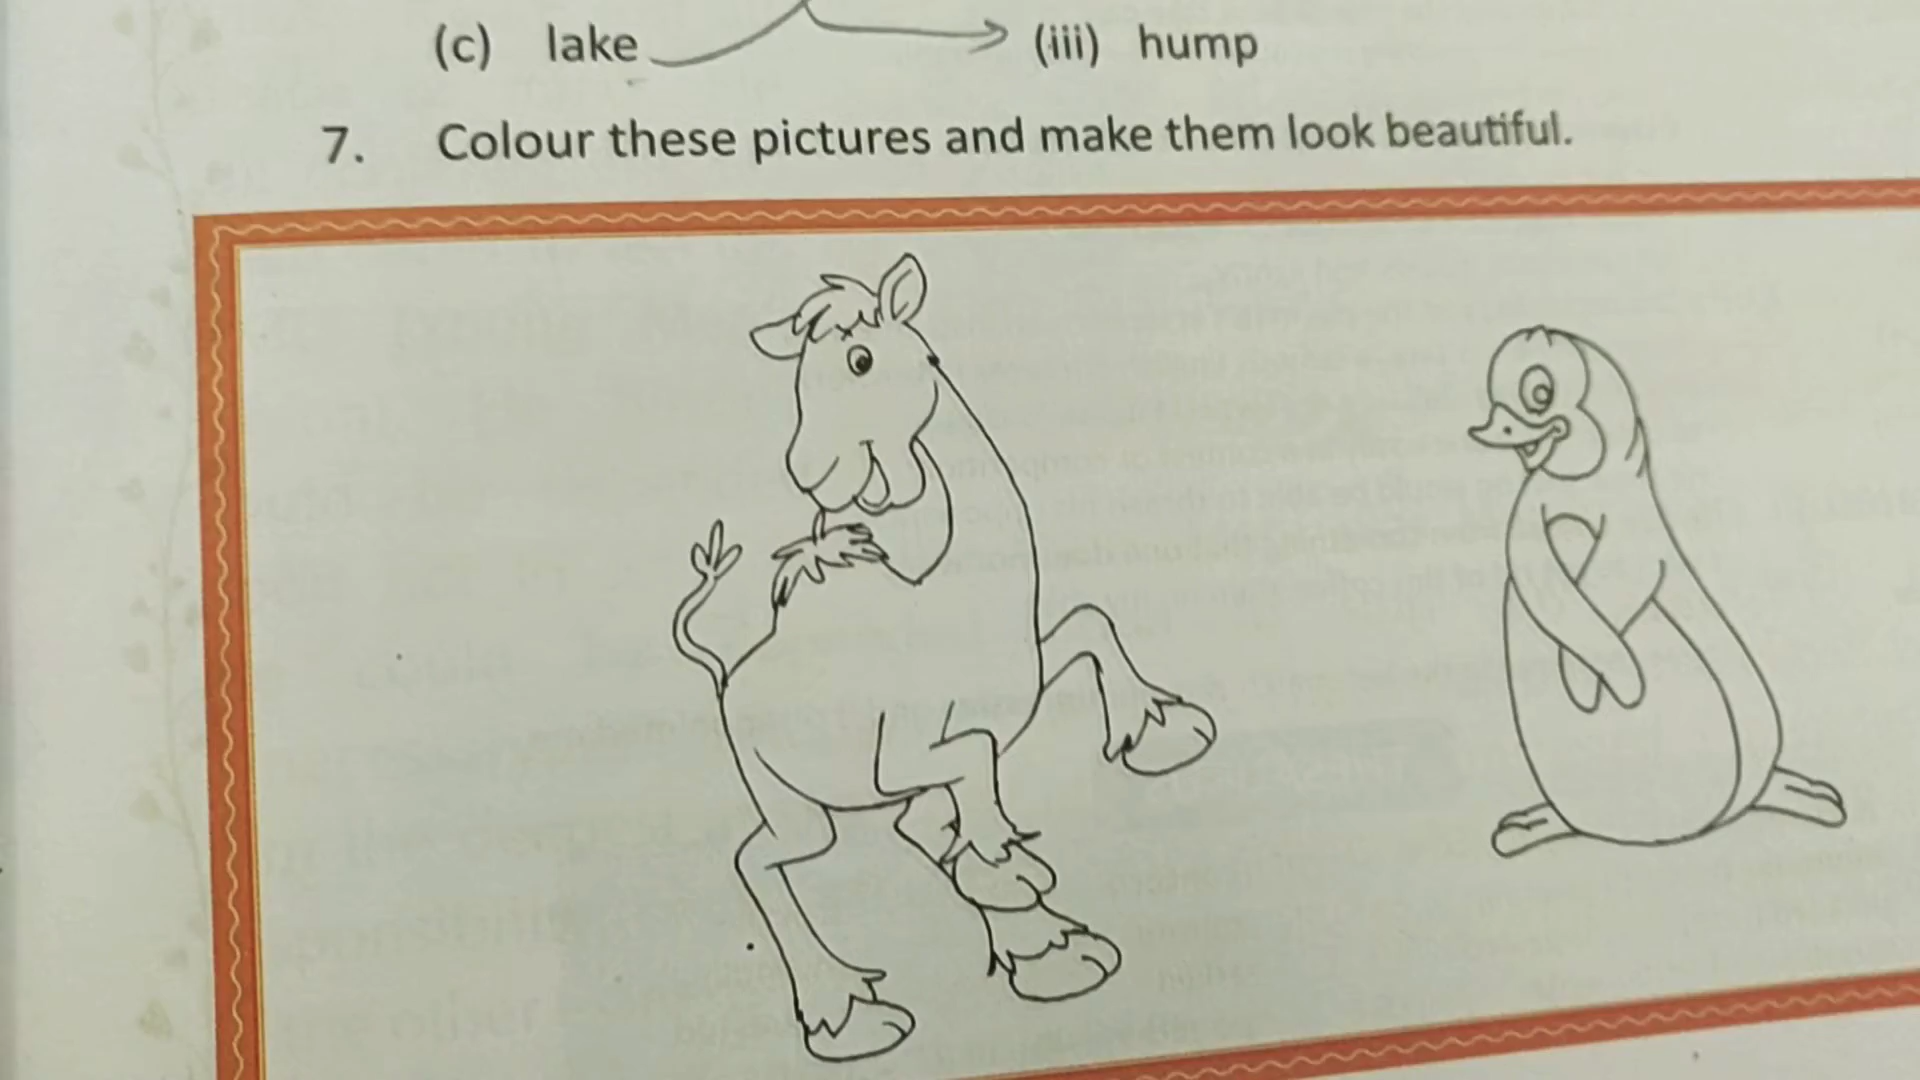 (c) lake (iii) hump
7. Colour these pictures and make them look beautiful.